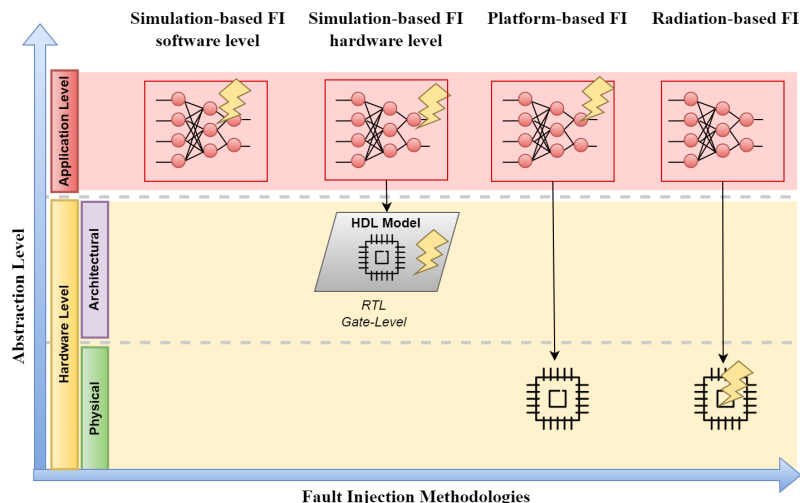 Simulation-based FI
software level
Simulation-based FI
hardware level
Platform-based FI
Radiation-based FI
Abstraction Level
Application Level
Hardware Level
Architectural
Physical
HDL Model
RTL
Gate-Level
Fault Injection Methodologies